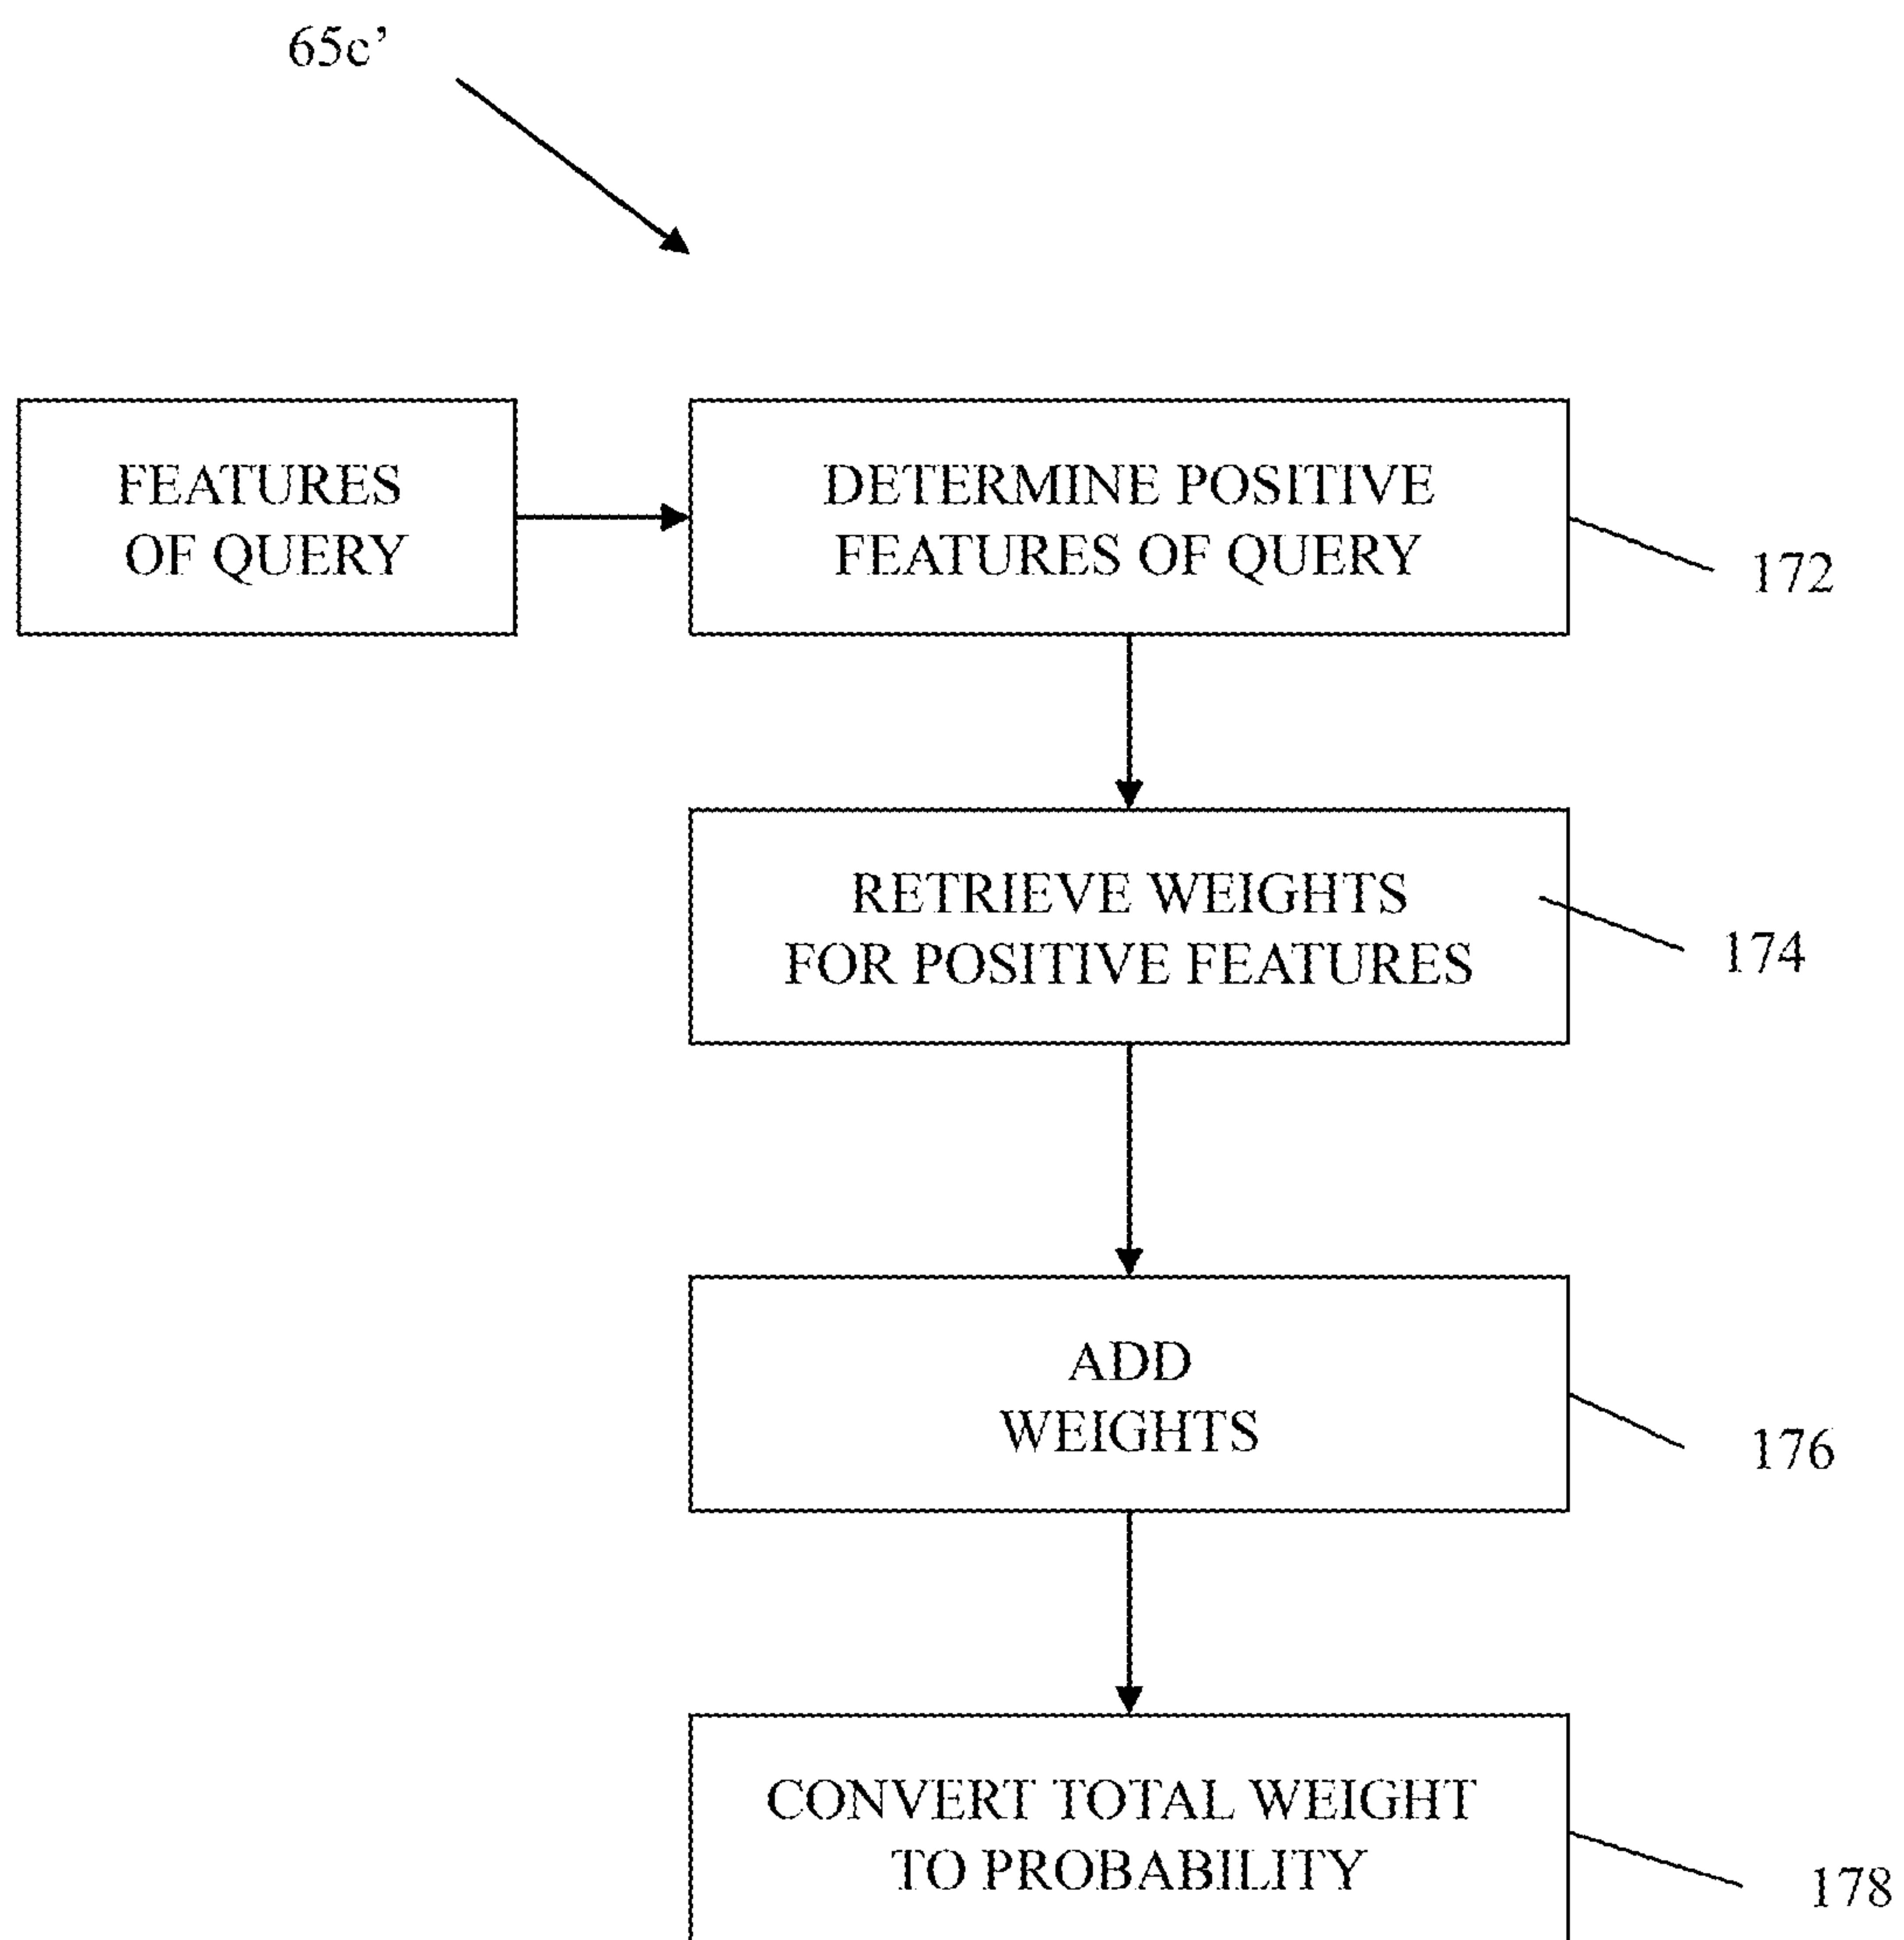 65c’
FEATURES
OF QUERY
DETERMINE POSITIVE
FEATURES OF QUERY
172
RETRIEVE WEIGHTS
FOR POSITIVE FEATURES
174
ADD
WEIGHTS
176
CONVERT TOTAL WEIGHT
TO PROBABILITY
178